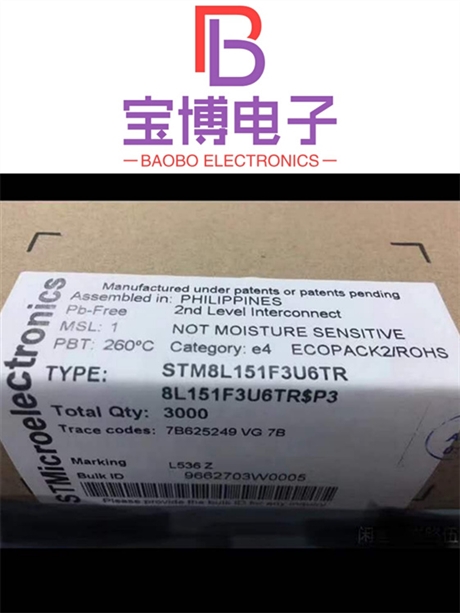 宝博电子
BAOBO ELECTRONICS
STMicroelectronics
Manufactured under patents or patents pending
Assembled in: PHILIPPINES
Pb-Free 2nd Level Interconnect
MSL: 1 NOT MOISTURE SENSITIVE
PBT: 260ºC Category: e4 ECOPACK2/ROHS
TYPE: STM8L151F3U6TR
8L151F3U6TR$P3
Total Qty: 3000
Trace codes: 7B625249 VG 7B
Marking L536 Z
Bulk ID 9662703W0005
Please provide the bulk ID for any inquiry